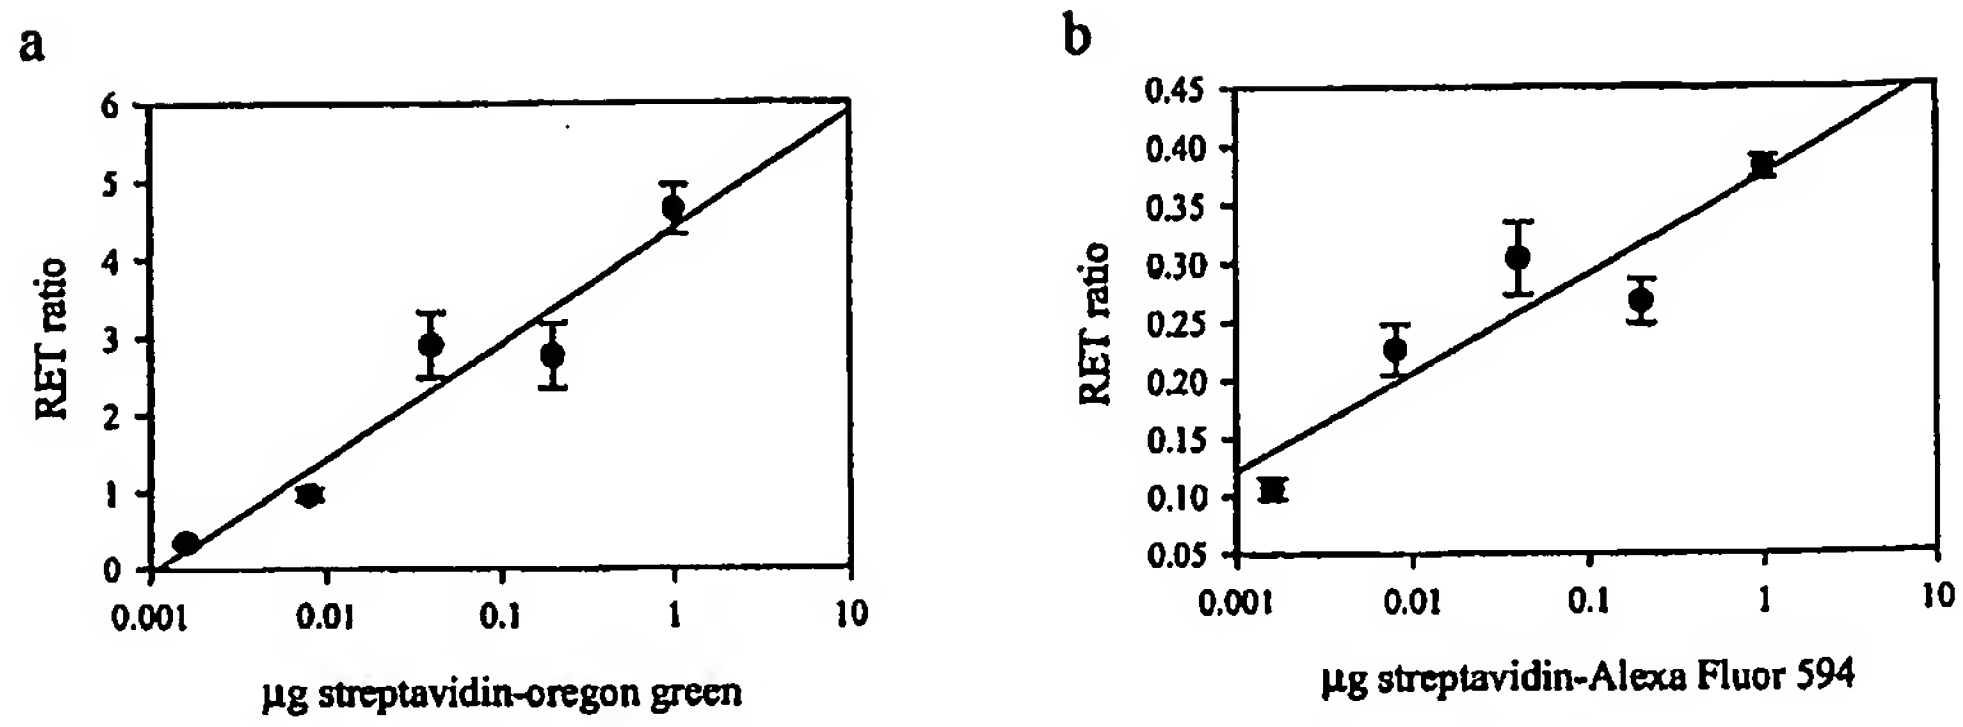 a
6
5
4
3
2
1
0
RET ratio
0.001 0.01 0.1 1 10
µg streptavidin-oregon green
b
0.45
0.40
0.35
0.30
0.25
0.20
0.15
0.10
0.05
RET ratio
0.001 0.01 0.1 1 10
µg streptavidin-Alexa Fluor 594